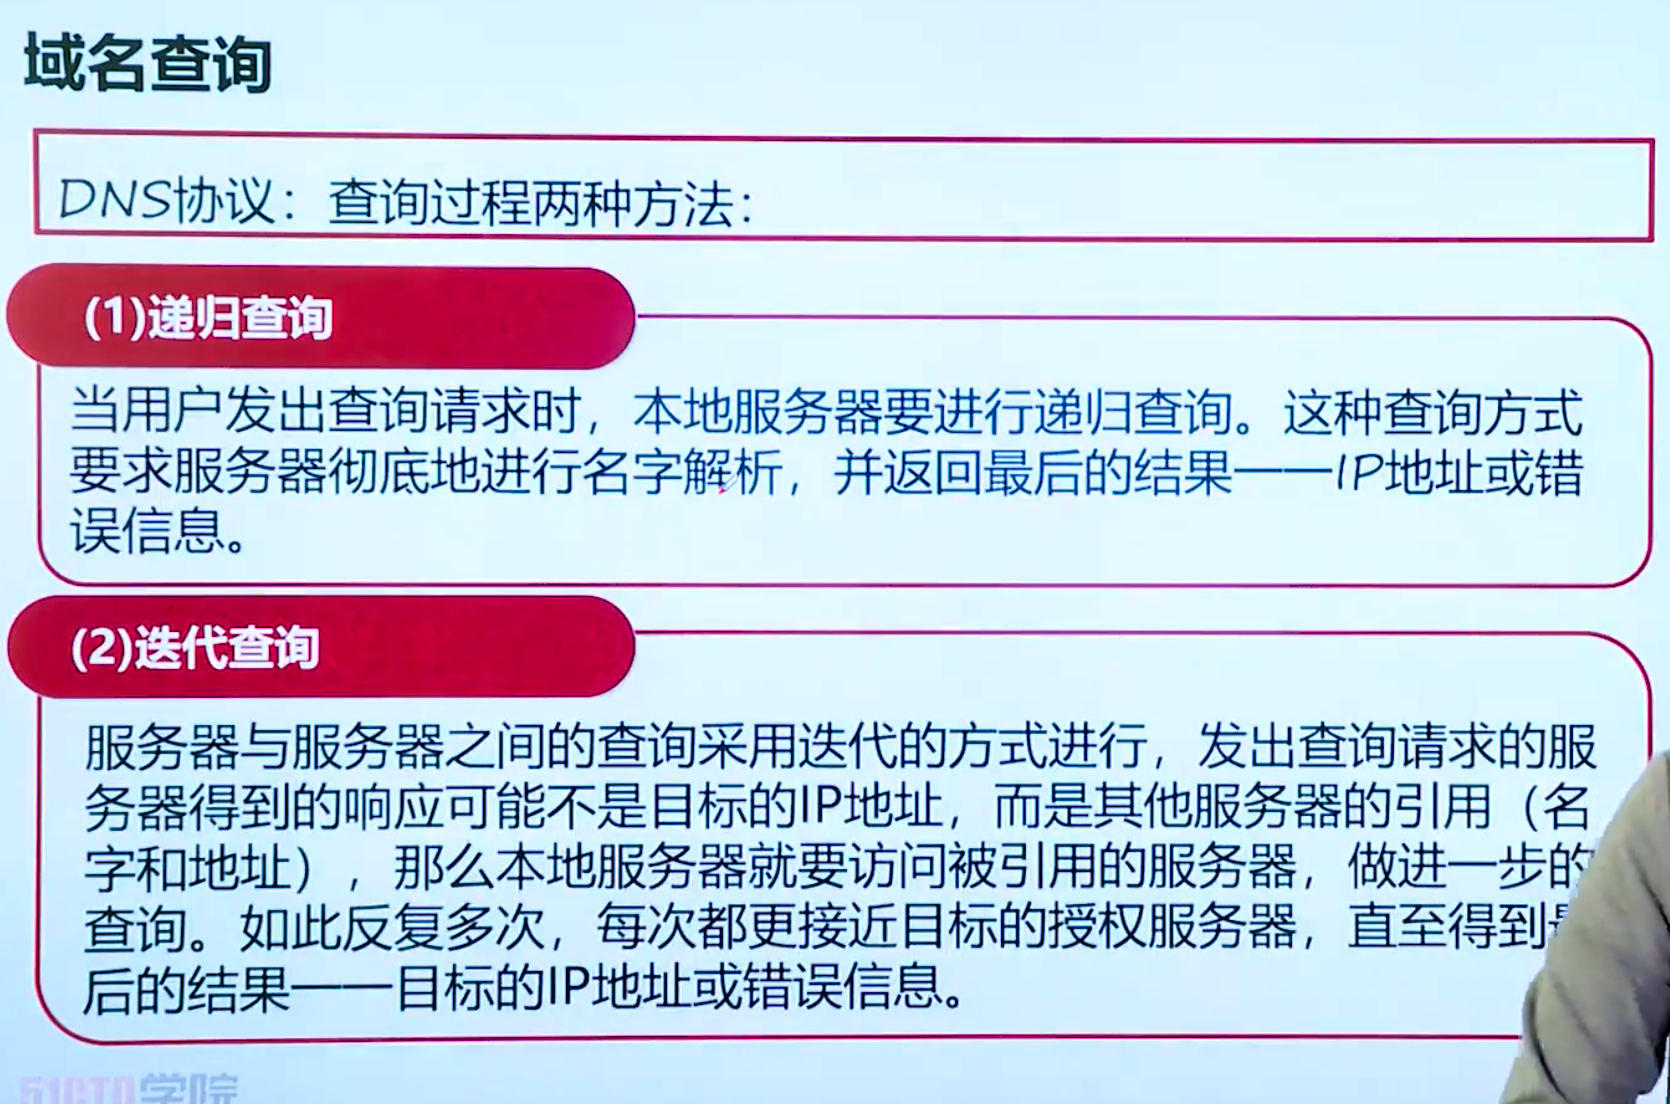 域名查询
DNS协议：查询过程两种方法：
(1)递归查询
当用户发出查询请求时，本地服务器要进行递归查询。这种查询方式
要求服务器彻底地进行名字解析，并返回最后的结果——IP地址或错
误信息。
(2)迭代查询
服务器与服务器之间的查询采用迭代的方式进行，发出查询请求的服
务器得到的响应可能不是目标的IP地址，而是其他服务器的引用（名
字和地址），那么本地服务器就要访问被引用的服务器，做进一步的
查询。如此反复多次，每次都更接近目标的授权服务器，直至得到最
后的结果——目标的IP地址或错误信息。
51CTO学院